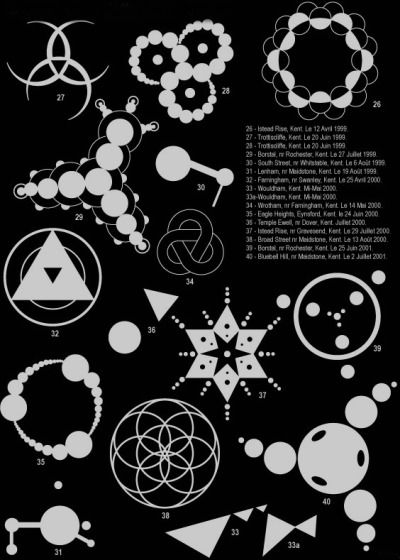 27
28
26
26 - Istead Rise, Kent. Le 12 Avril 1999.
27 - Trottiscliffe, Kent. Le 20 Juin 1999.
28 - Trottiscliffe, Kent. Le 20 Juin 1999.
29 - Borstal, nr Rochester, Kent. Le 27 Juillet 1999.
30 - South Street, nr Whitstable, Kent. Le 6 Août 1999.
31 - Lenham, nr Maidstone, Kent. Le 19 Août 1999.
32 - Farningham, nr Swanley, Kent. Le 25 Avril 2000.
33 - Wouldham, Kent. Mi-Mai 2000.
33a-Wouldham, Kent. Mi-Mai 2000.
34 - Wrotham, nr Farningham, Kent. Le 14 Mai 2000.
35 - Eagle Heights, Eynsford, Kent. le 24 Juin 2000.
36 - Temple Ewell, nr Dover, Kent. Juillet 2000.
37 - Istead Rise, nr Gravesend, Kent. Le 29 Juillet 2000.
38 - Broad Street nr Maidstone, Kent. Le 13 Août 2000.
39 - Borstal, nr Rochester, Kent. Le 25 Juin 2001.
40 - Bluebell Hill, nr Maidstone, Kent. Le 2 Juillet 2001.
30
29
34
32
36
39
37
35
40
38
33
33a
31